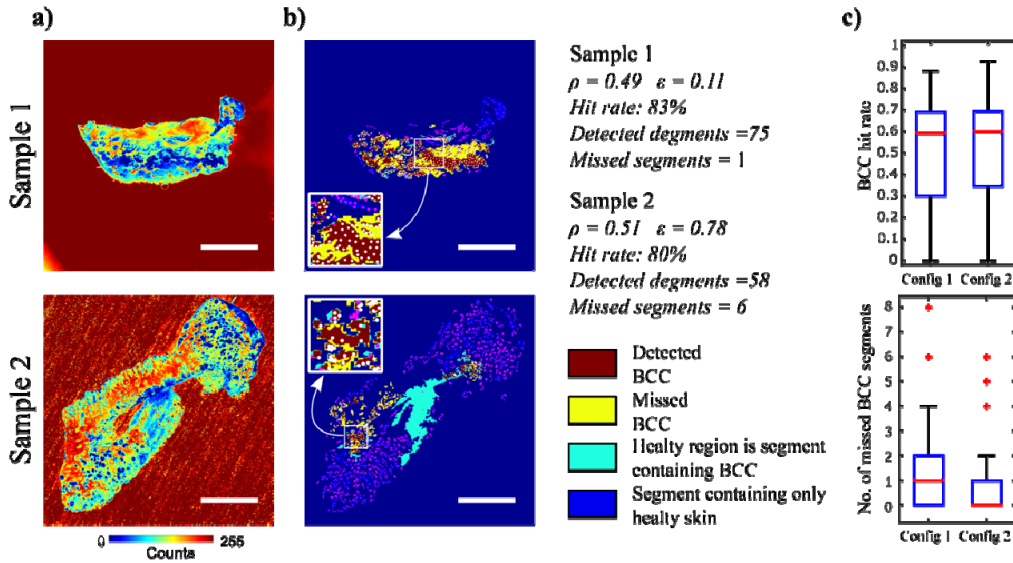 a)
b)
c)
Sample 1
Sample 2
0 255
Counts
Sample 1
ρ = 0.49 ε = 0.11
Hit rate: 83%
Detected degments =75
Missed segments = 1
Sample 2
ρ = 0.51 ε = 0.78
Hit rate: 80%
Detected degments =58
Missed segments = 6
Detected
BCC
Missed
BCC
Healty region is segment
containing BCC
Segment containing only
healty skin
BCC hit rate
1
0.9
0.8
0.7
0.6
0.5
0.4
0.3
0.2
0.1
0
Config 1 Config 2
No. of missed BCC segments
8
7
6
5
4
3
2
1
0
Config 1 Config 2